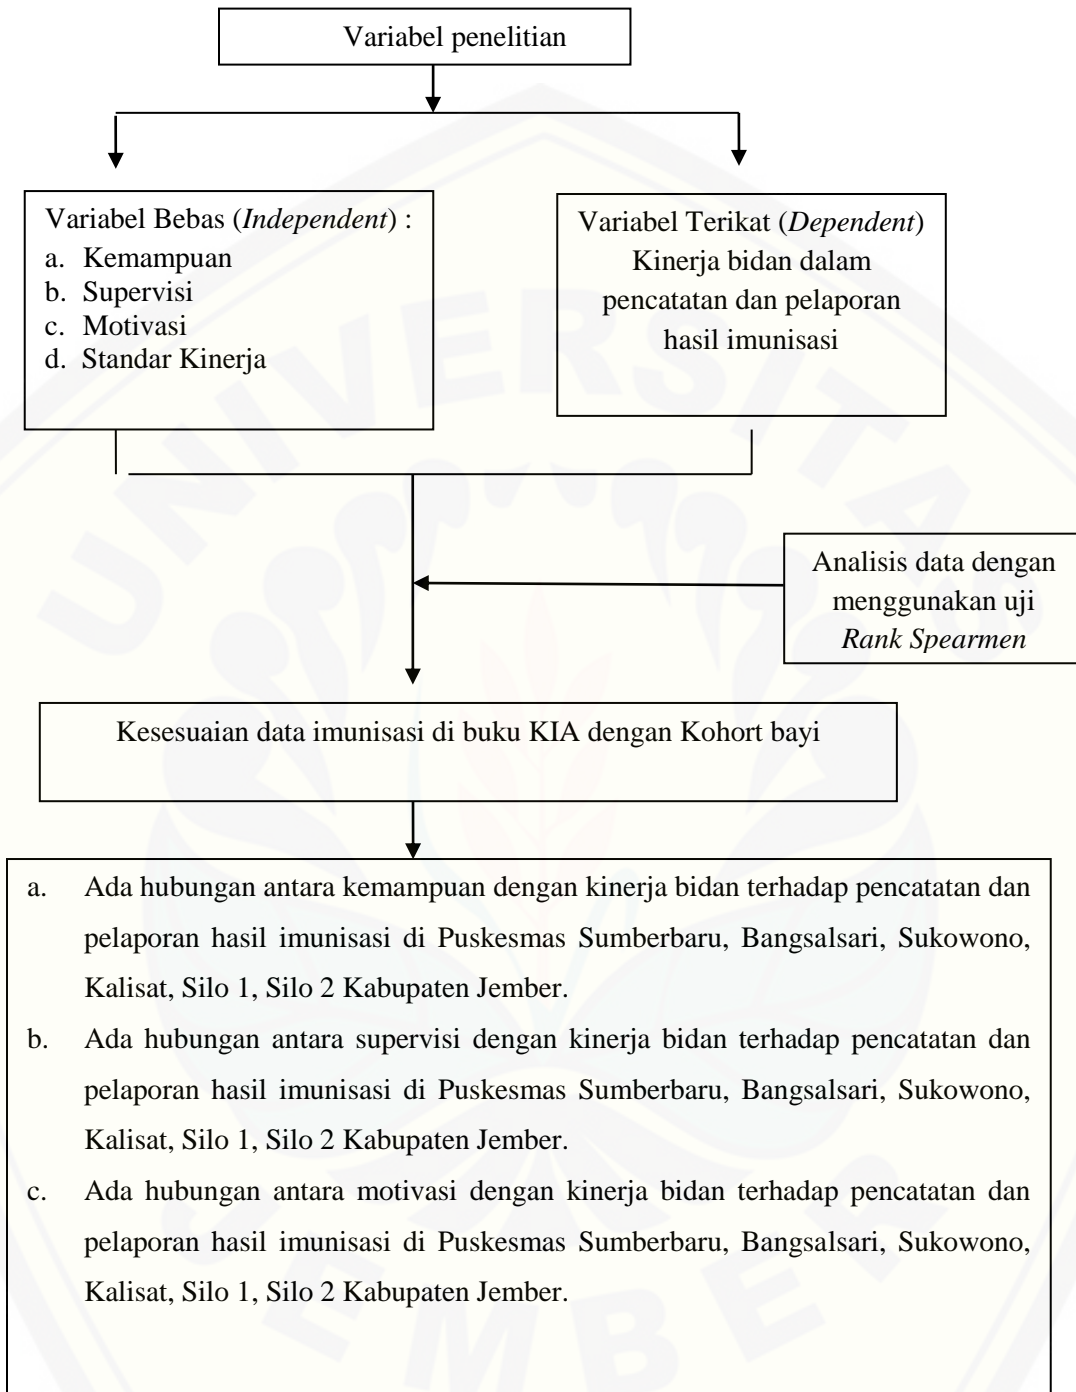 Variabel penelitian
Variabel Bebas (Independent) :
a. Kemampuan
b. Supervisi
c. Motivasi
d. Standar Kinerja
Variabel Terikat (Dependent)
Kinerja bidan dalam
pencatatan dan pelaporan
hasil imunisasi
Analisis data dengan
menggunakan uji
Rank Spearmen
Kesesuaian data imunisasi di buku KIA dengan Kohort bayi
a. Ada hubungan antara kemampuan dengan kinerja bidan terhadap pencatatan dan
pelaporan hasil imunisasi di Puskesmas Sumberbaru, Bangsalsari, Sukowono,
Kalisat, Silo 1, Silo 2 Kabupaten Jember.
b. Ada hubungan antara supervisi dengan kinerja bidan terhadap pencatatan dan
pelaporan hasil imunisasi di Puskesmas Sumberbaru, Bangsalsari, Sukowono,
Kalisat, Silo 1, Silo 2 Kabupaten Jember.
c. Ada hubungan antara motivasi dengan kinerja bidan terhadap pencatatan dan
pelaporan hasil imunisasi di Puskesmas Sumberbaru, Bangsalsari, Sukowono,
Kalisat, Silo 1, Silo 2 Kabupaten Jember.
UNIVERSITAS
JEMBER